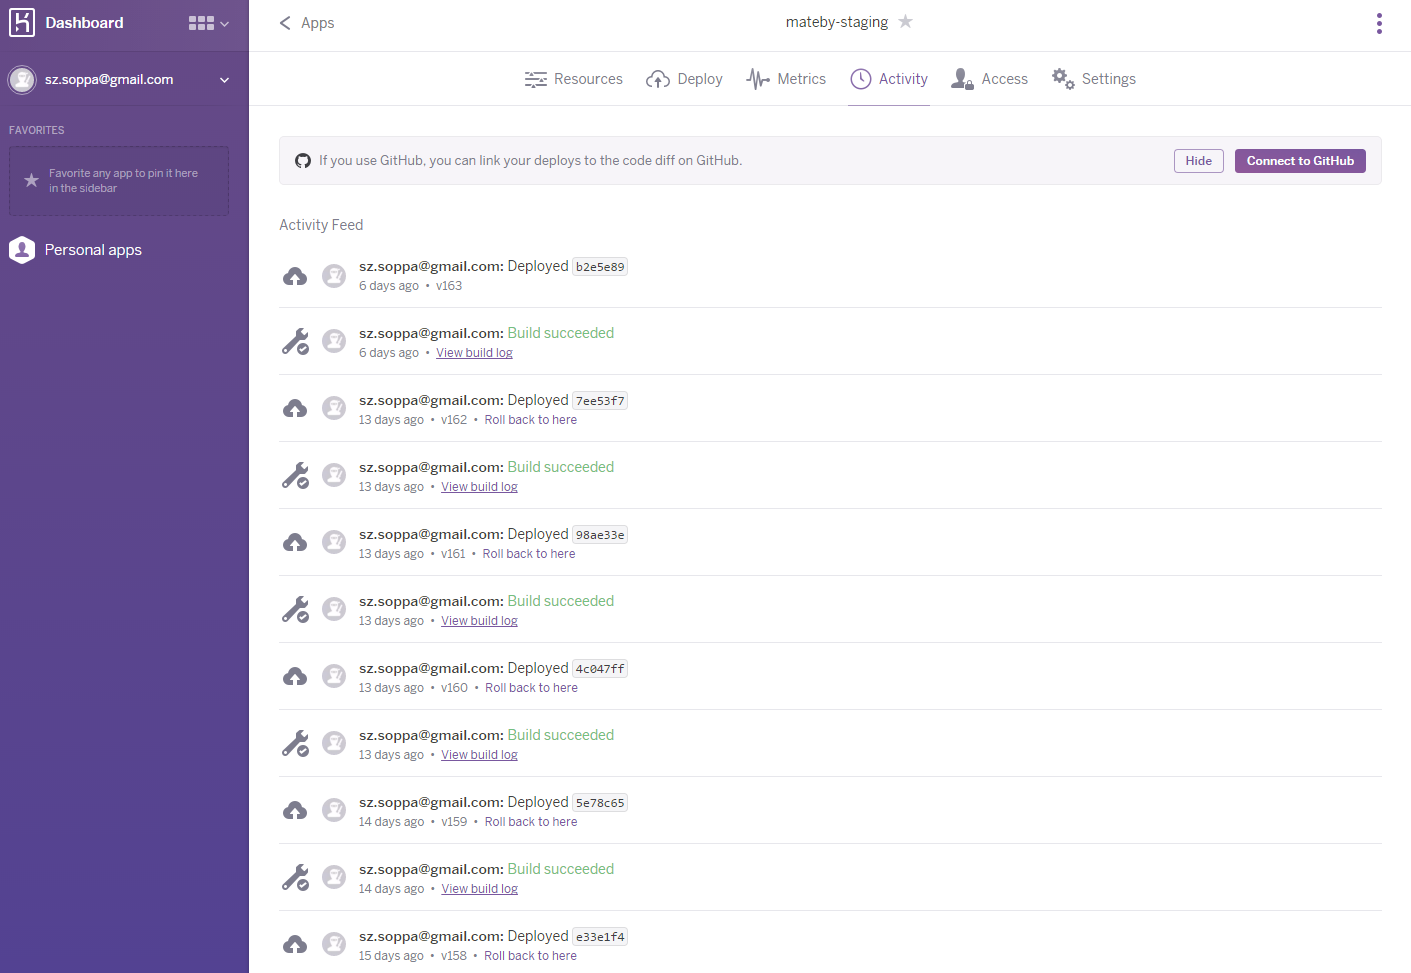 Dashboard
sz.soppa@gmail.com
FAVORITES
Favorite any app to pin it here
in the sidebar
Personal apps
Apps
mateby-staging
Resources
Deploy
Metrics
Activity
Access
Settings
If you use GitHub, you can link your deploys to the code diff on GitHub.
Hide
Connect to GitHub
Activity Feed
sz.soppa@gmail.com: Deployed b2e5e89
6 days ago • v163
sz.soppa@gmail.com: Build succeeded
6 days ago • View build log
sz.soppa@gmail.com: Deployed 7ee53f7
13 days ago • v162 • Roll back to here
sz.soppa@gmail.com: Build succeeded
13 days ago • View build log
sz.soppa@gmail.com: Deployed 98ae33e
13 days ago • v161 • Roll back to here
sz.soppa@gmail.com: Build succeeded
13 days ago • View build log
sz.soppa@gmail.com: Deployed 4c047ff
13 days ago • v160 • Roll back to here
sz.soppa@gmail.com: Build succeeded
13 days ago • View build log
sz.soppa@gmail.com: Deployed 5e78c65
14 days ago • v159 • Roll back to here
sz.soppa@gmail.com: Build succeeded
14 days ago • View build log
sz.soppa@gmail.com: Deployed e33e1f4
15 days ago • v158 • Roll back to here